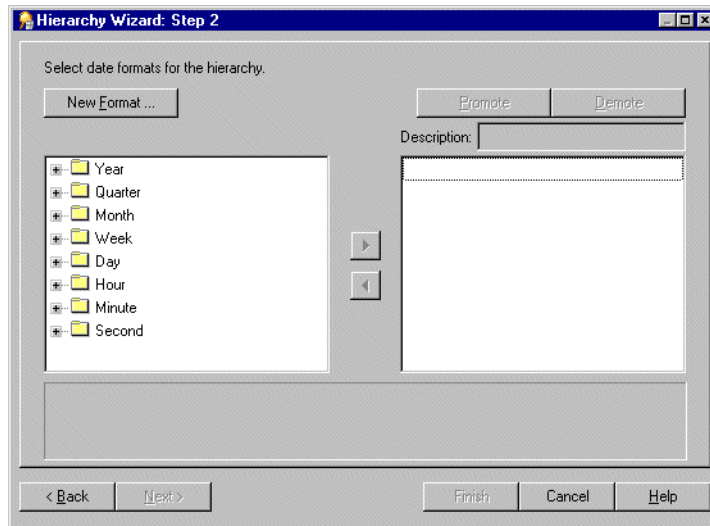 Hierarchy Wizard: Step 2
Select date formats for the hierarchy.
New Format ...
Promote
Demote
Description:
Year
Quarter
Month
Week
Day
Hour
Minute
Second
< Back
Next >
Finish
Cancel
Help